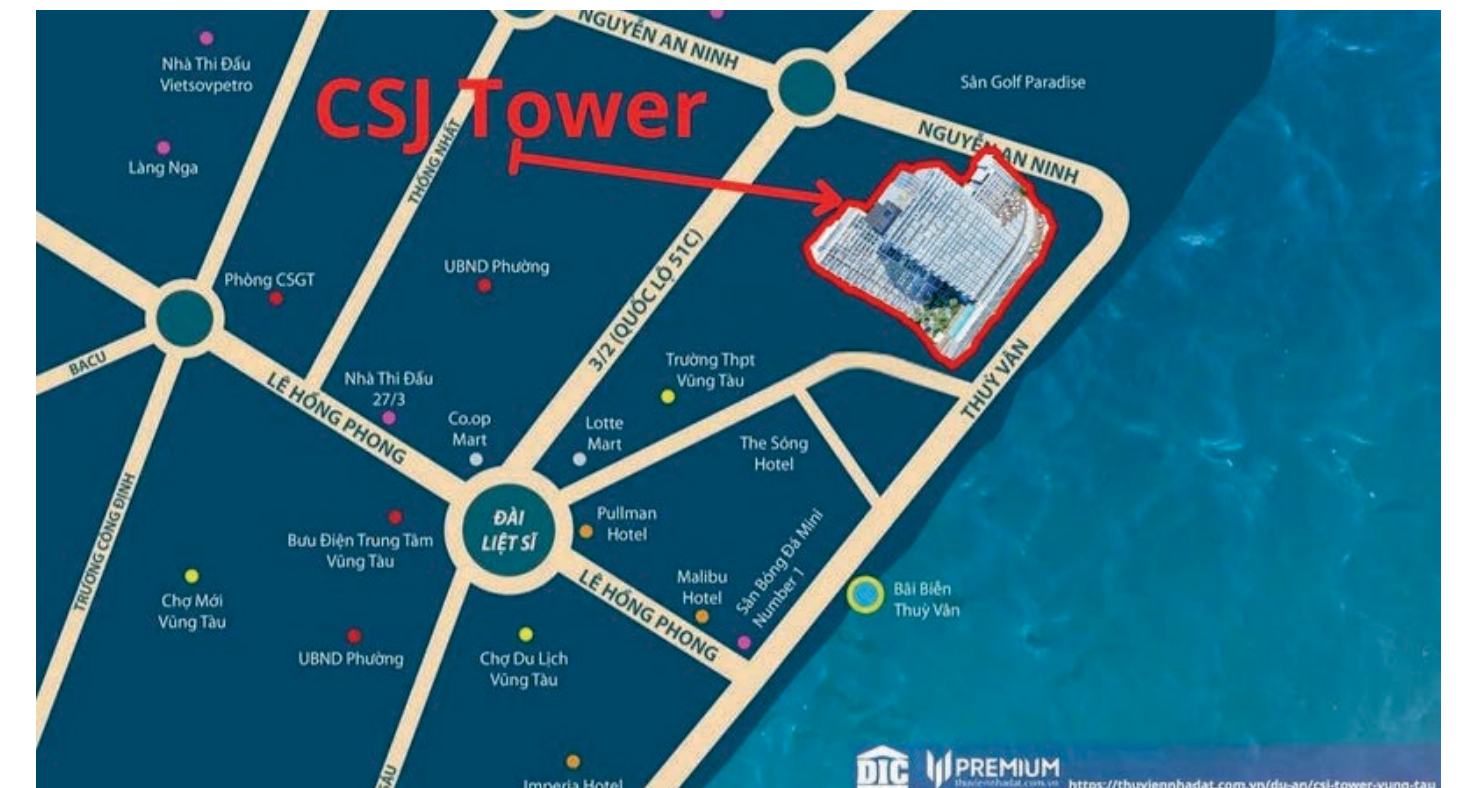 NGUYỄN AN NINH
Nhà Thi Đấu
Vietsovpetro
Sân Golf Paradise
CSJ Tower
NGUYỄN AN NINH
THỐNG NHẤT
Làng Nga
Phòng CSGT
UBND Phường
3/2 (QUỐC LỘ 51C)
BACU
LÊ HỒNG PHONG
Nhà Thi Đấu
27/3
Trường Thpt
Vũng Tàu
THUỲ VÂN
Co.op
Mart
Lotte
Mart
The Sóng
Hotel
TRƯƠNG CÔNG ĐỊNH
ĐÀI
LIỆT SĨ
Pullman
Hotel
Bưu Điện Trung Tâm
Vũng Tàu
Chợ Mới
Vũng Tàu
LÊ HỒNG PHONG
Malibu
Hotel
Sân Bóng Đá Mini
Number 1
Bãi Biển
Thuỳ Vân
UBND Phường
Chợ Du Lịch
Vũng Tàu
Imperia Hotel
DIC
PREMIUM
thuviennhadat.com.vn
https://thuviennhadat.com.vn/du-an/csj-tower-vung-tau